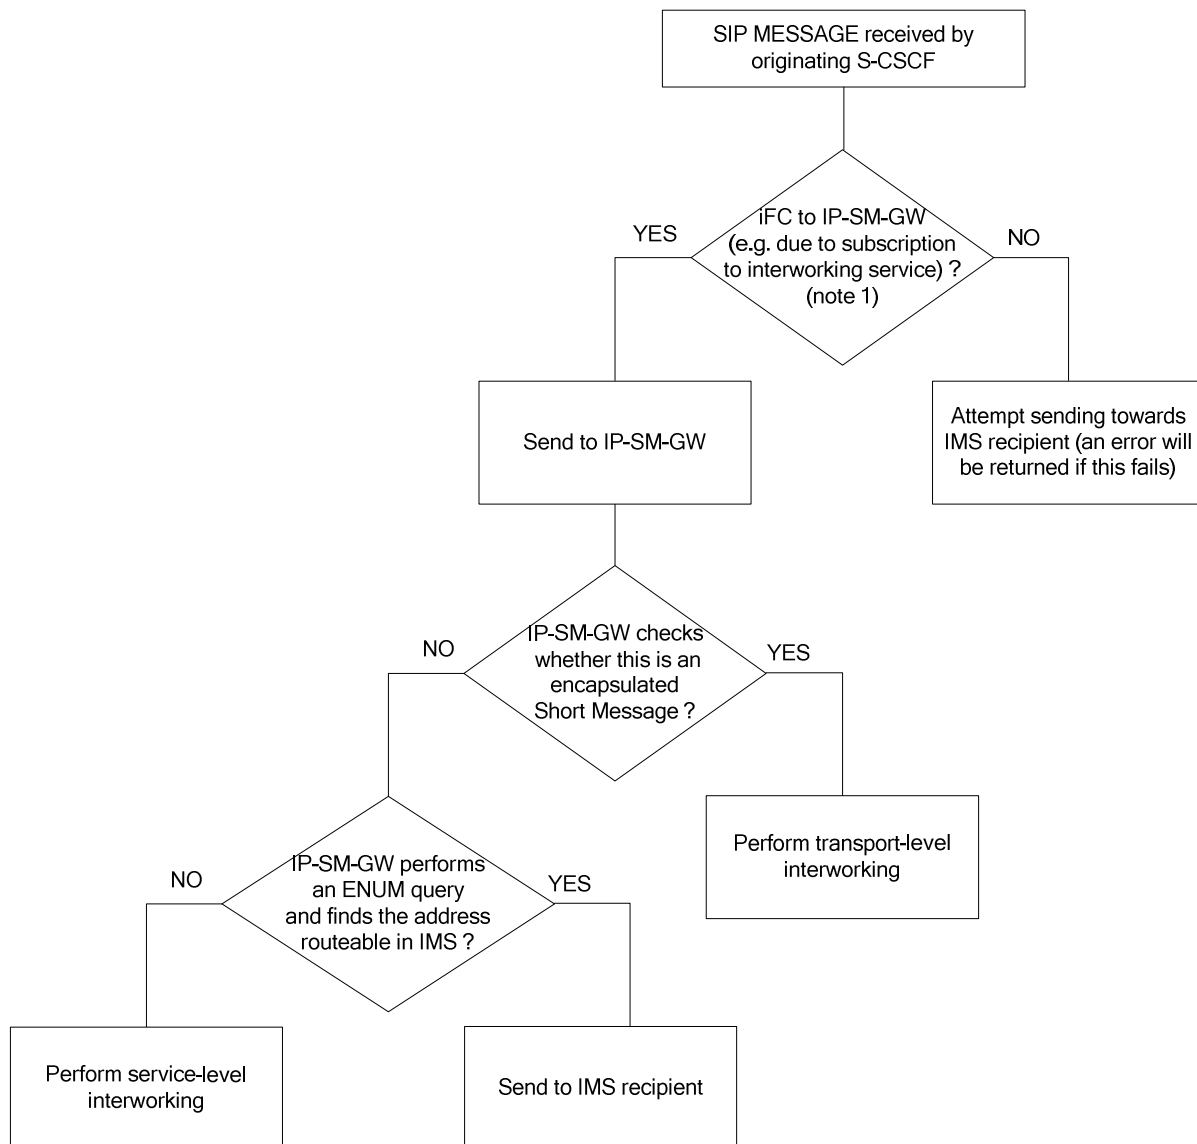 SIP MESSAGE received by
originating S-CSCF
iFC to IP-SM-GW
(e.g. due to subscription
to interworking service) ?
(note 1)
YES
NO
Send to IP-SM-GW
Attempt sending towards
IMS recipient (an error will
be returned if this fails)
IP-SM-GW checks
whether this is an
encapsulated
Short Message ?
NO
YES
Perform transport-level
interworking
IP-SM-GW performs
an ENUM query
and finds the address
routeable in IMS ?
NO
YES
Perform service-level
interworking
Send to IMS recipient